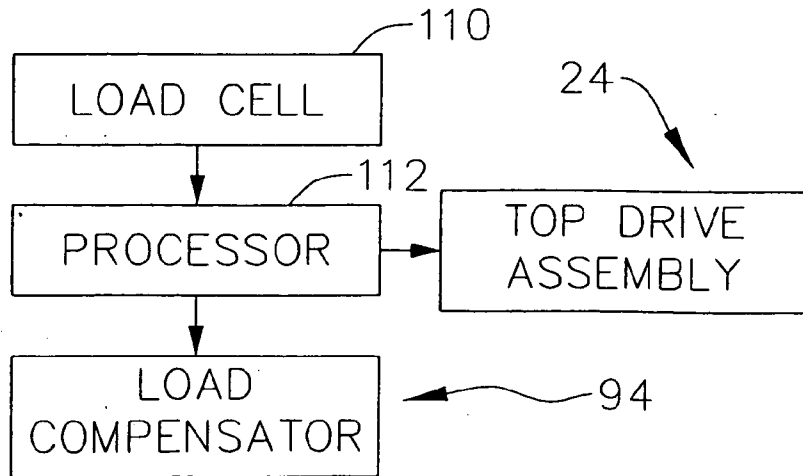 110
LOAD CELL
24
112
PROCESSOR
TOP DRIVE
ASSEMBLY
LOAD
COMPENSATOR
94